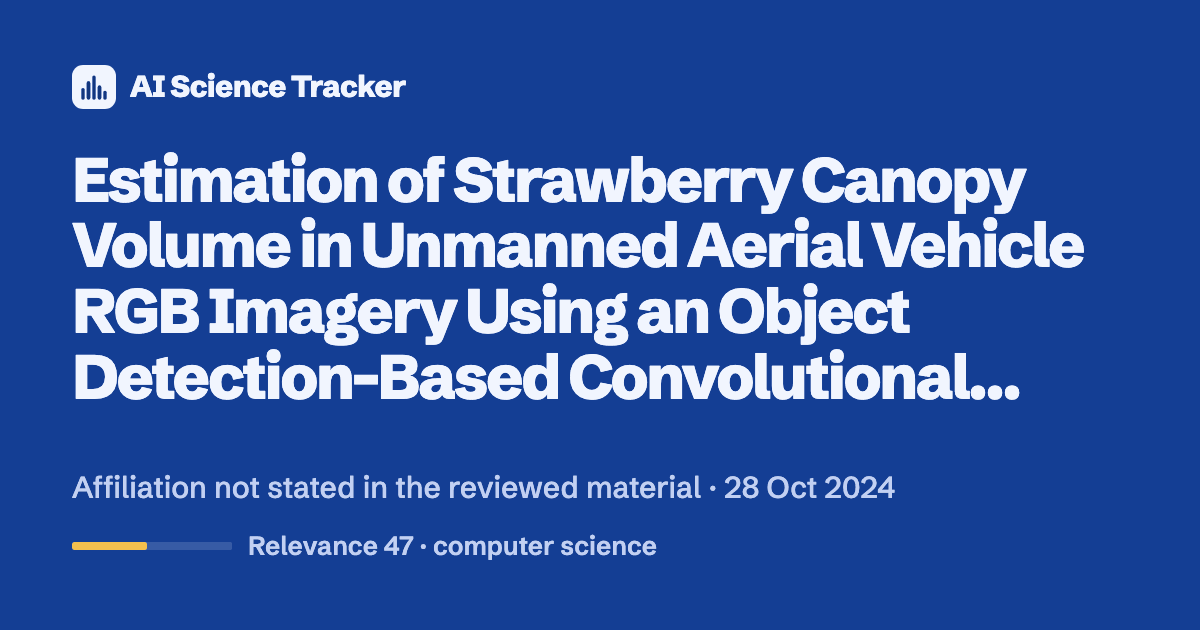 AI Science Tracker
Estimation of Strawberry Canopy
Volume in Unmanned Aerial Vehicle
RGB Imagery Using an Object
Detection-Based Convolutional...
Affiliation not stated in the reviewed material · 28 Oct 2024
Relevance 47 · computer science